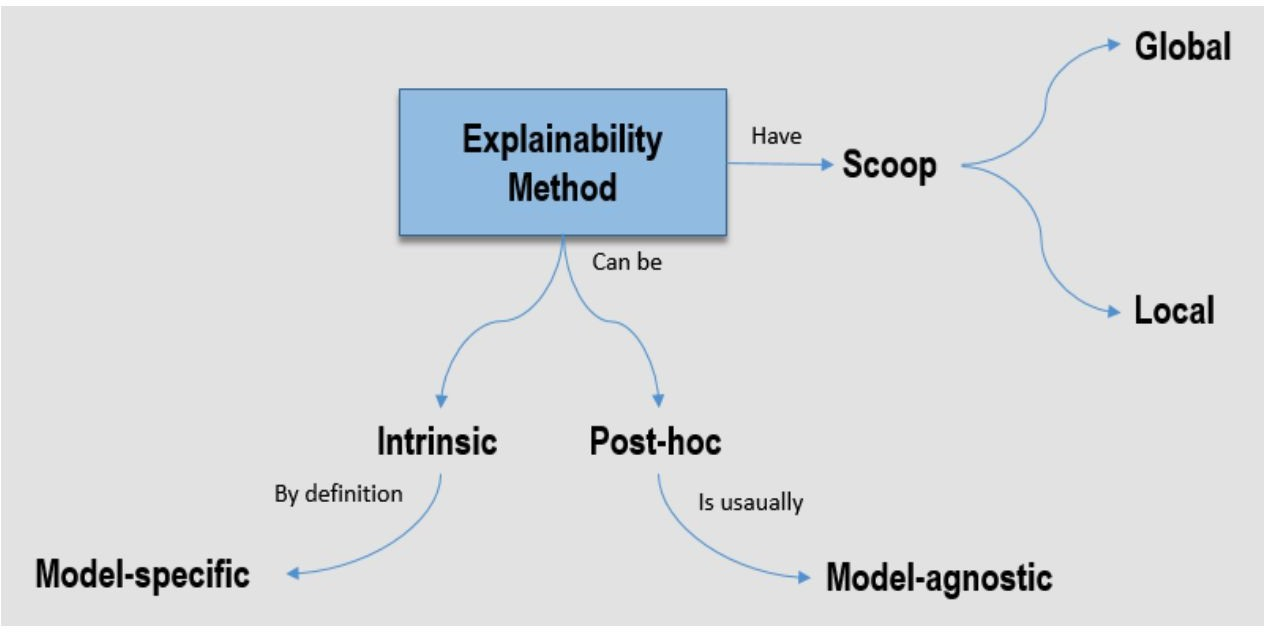 Global
Explainability
Method
Have
Scoop
Can be
Local
Intrinsic
Post-hoc
By definition
Is usaually
Model-specific
Model-agnostic